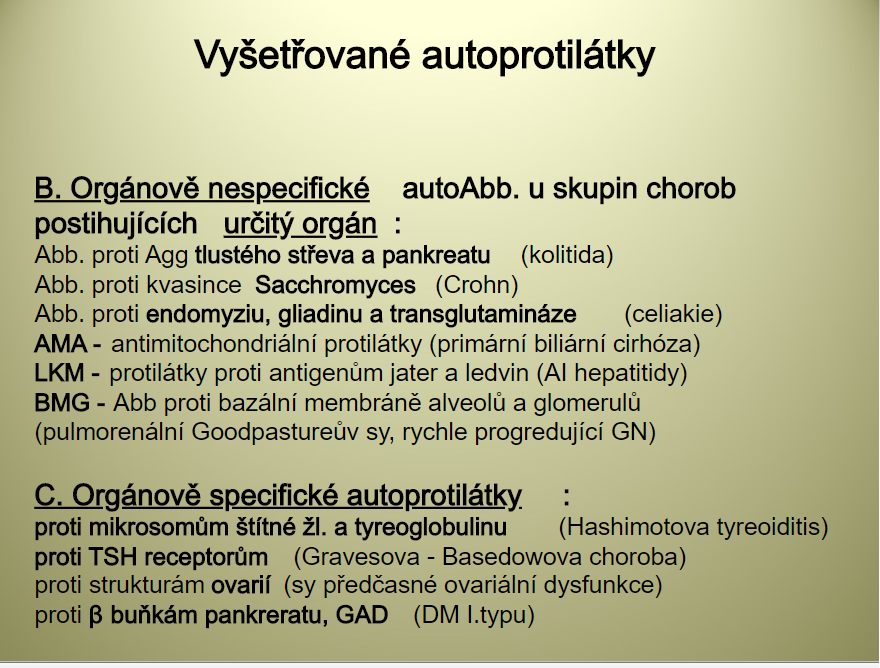 Vyšetřované autoprotilátky
B. Orgánově nespecifické autoAbb. u skupin chorob
postihujících určitý orgán :
Abb. proti Agg tlustého střeva a pankreatu (kolitida)
Abb. proti kvasince Sacchromyces (Crohn)
Abb. proti endomyziu, gliadinu a transglutamináze (celiakie)
AMA - antimitochondriální protilátky (primární biliární cirhóza)
LKM - protilátky proti antigenům jater a ledvin (AI hepatitidy)
BMG - Abb proti bazální membráně alveolů a glomerulů
(pulmorenální Goodpastureův sy, rychle progredující GN)
C. Orgánově specifické autoprotilátky :
proti mikrosomům štítné žl. a tyreoglobulinu (Hashimotova tyreoiditis)
proti TSH receptorům (Gravesova - Basedowova choroba)
proti strukturám ovarií (sy předčasné ovariální dysfunkce)
proti β buňkám pankreratu, GAD (DM I.typu)